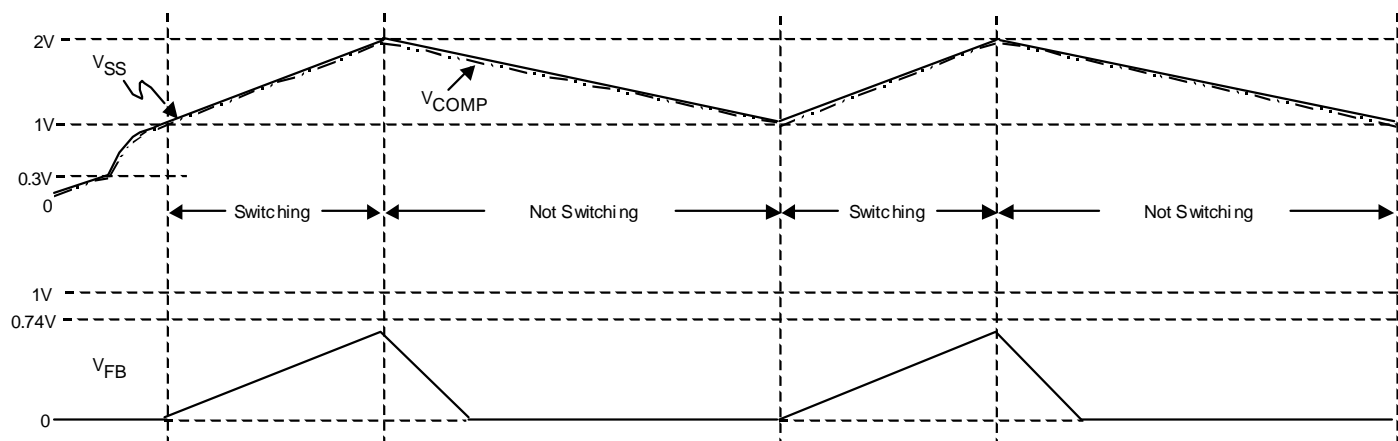 2V
VSS
VCOMP
1V
0.3V
0
Switching
Not Switching
Switching
Not Switching
1V
0.74V
VFB
0